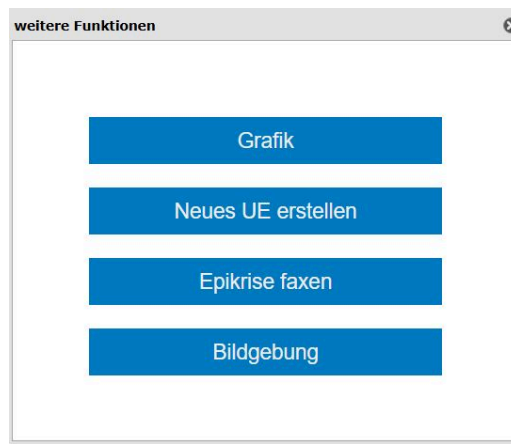 weitere Funktionen
Grafik
Neues UE erstellen
Epikrise faxen
Bildgebung